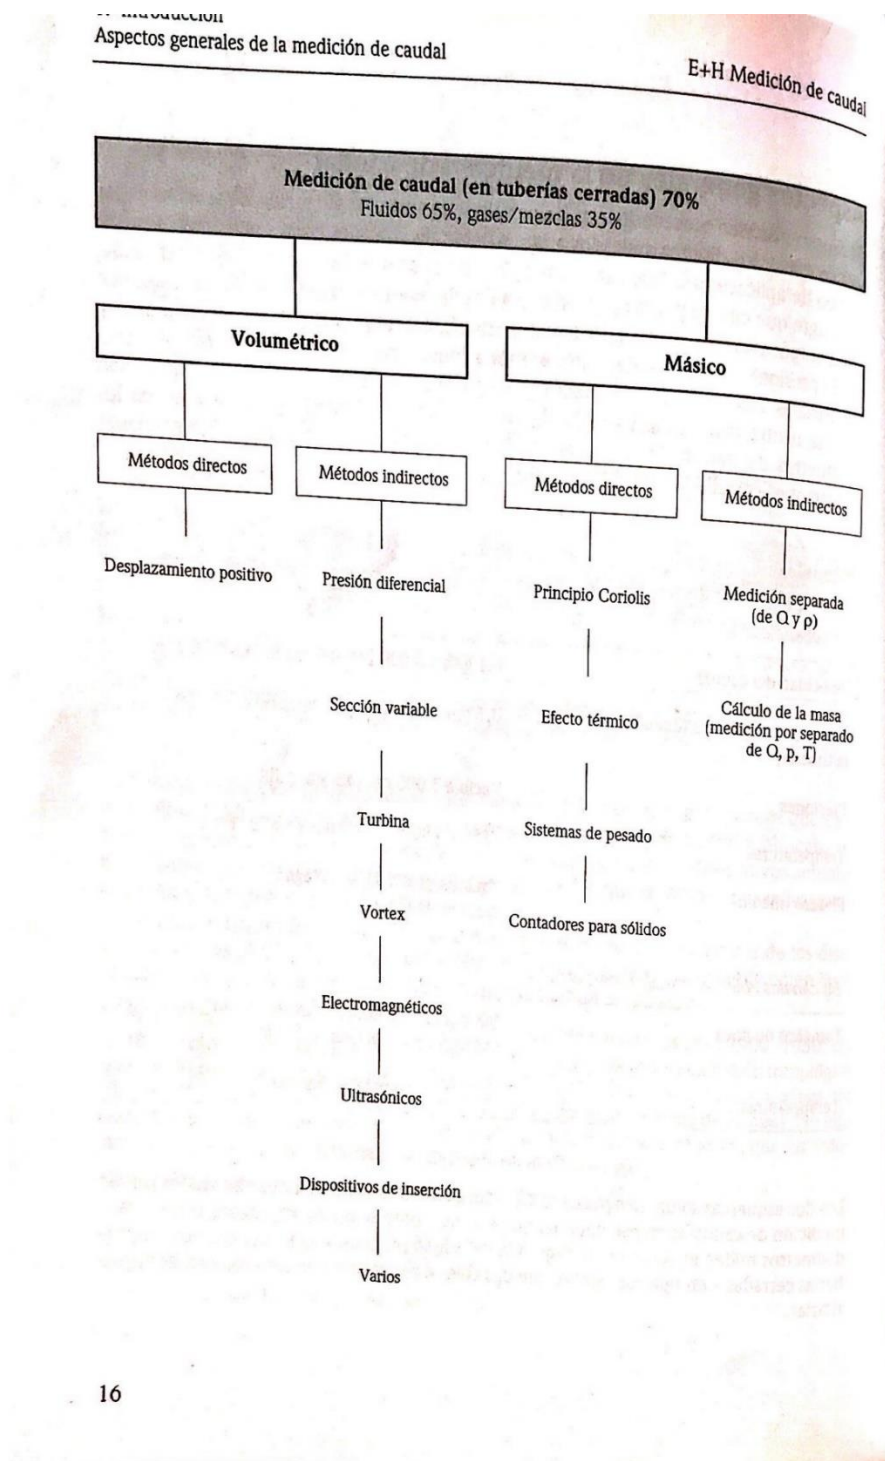 Aspectos generales de la medición de caudal
E+H Medición de caudal
Medición de caudal (en tuberías cerradas) 70%
Fluidos 65%, gases/mezclas 35%
Volumétrico
Másico
Métodos directos
Métodos indirectos
Métodos directos
Métodos indirectos
Desplazamiento positivo
Presión diferencial
Sección variable
Turbina
Vortex
Electromagnéticos
Ultrasónicos
Dispositivos de inserción
Varios
Principio Coriolis
Efecto térmico
Sistemas de pesado
Contadores para sólidos
Medición separada
(de Q y ρ)
Cálculo de la masa
(medición por separado
de Q, p, T)
16